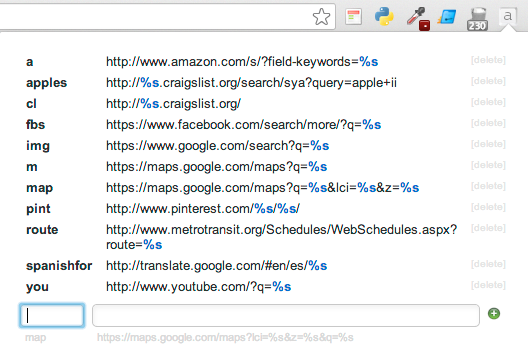 230
a
a http://www.amazon.com/s/?field-keywords=%s [delete]
apples http://%s.craigslist.org/search/sya?query=apple+ii [delete]
cl http://%s.craigslist.org/ [delete]
fbs https://www.facebook.com/search/more/?q=%s [delete]
img https://www.google.com/search?q=%s [delete]
m https://maps.google.com/maps?q=%s [delete]
map https://maps.google.com/maps?q=%s&lci=%s&z=%s [delete]
pint http://www.pinterest.com/%s/%s/ [delete]
route http://www.metrotransit.org/Schedules/WebSchedules.aspx? [delete]
route=%s
spanishfor http://translate.google.com/#en/es/%s [delete]
you http://www.youtube.com/?q=%s [delete]
map https://maps.google.com/maps?lci=%s&z=%s&q=%s